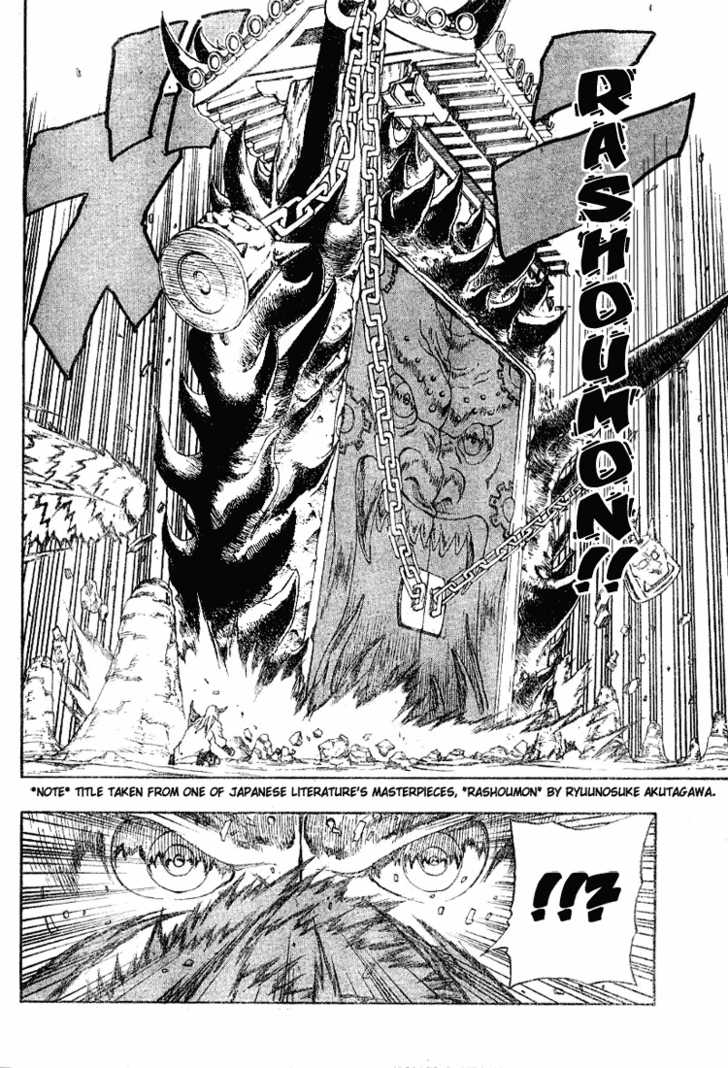 RASHOUMON!!
*NOTE* TITLE TAKEN FROM ONE OF JAPANESE LITERATURE'S MASTERPIECES, "RASHOUMON" BY RYUUNOSUKE AKUTAGAWA.
!!?